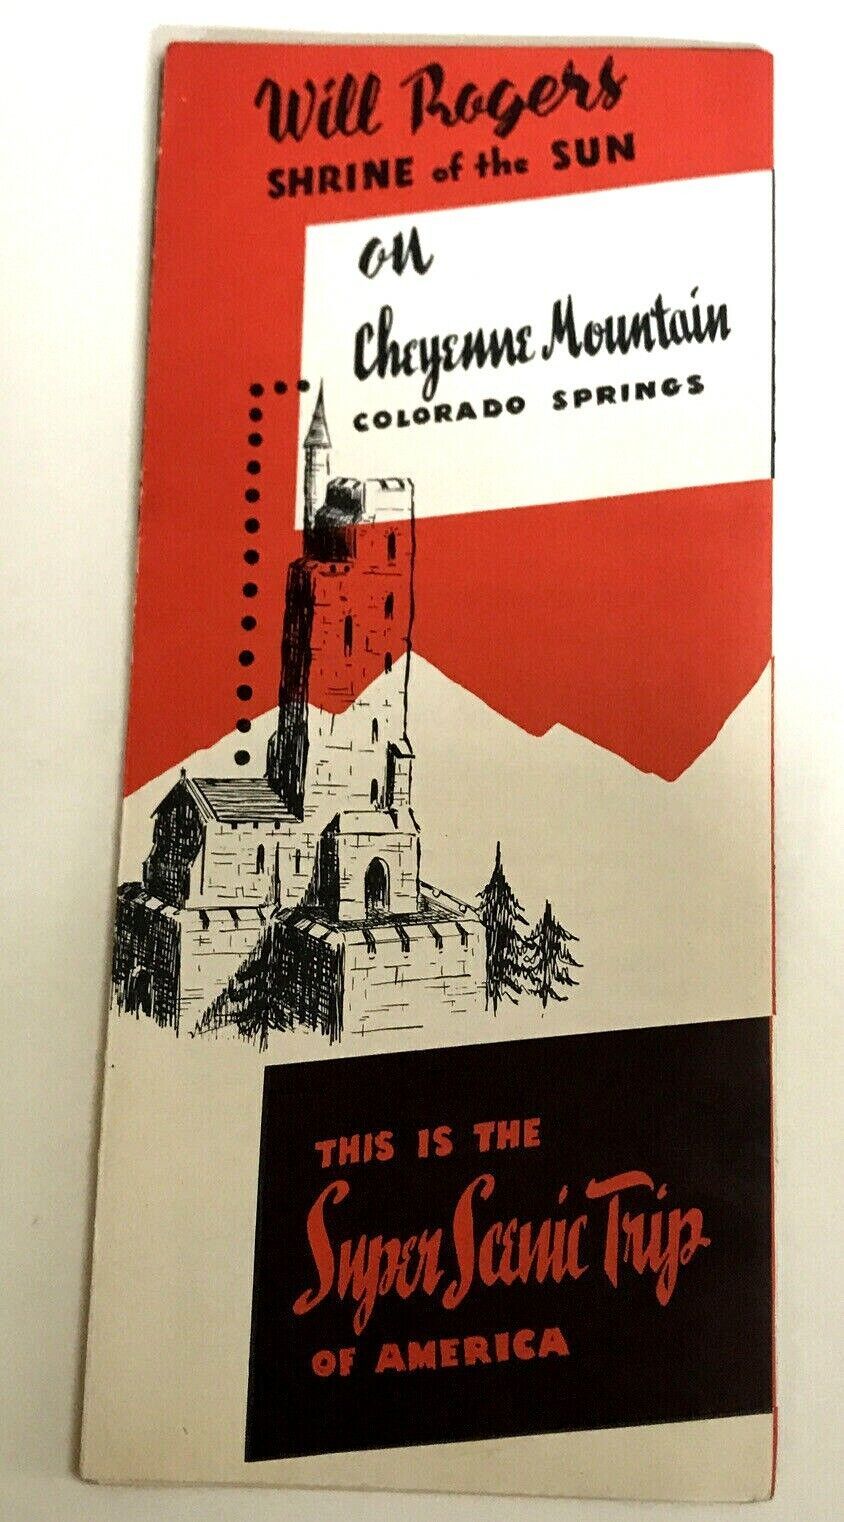 Will Rogers
SHRINE of the SUN
on
Cheyenne Mountain
COLORADO SPRINGS
THIS IS THE
Super Scenic Trip
OF AMERICA